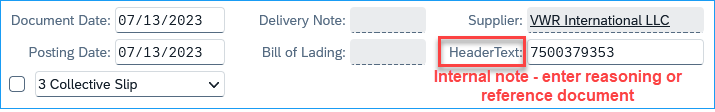 Document Date: 07/13/2023 Delivery Note: Supplier: VWR International LLC
Posting Date: 07/13/2023 Bill of Lading: HeaderText: 7500379353
3 Collective Slip
Internal note - enter reasoning or
reference document